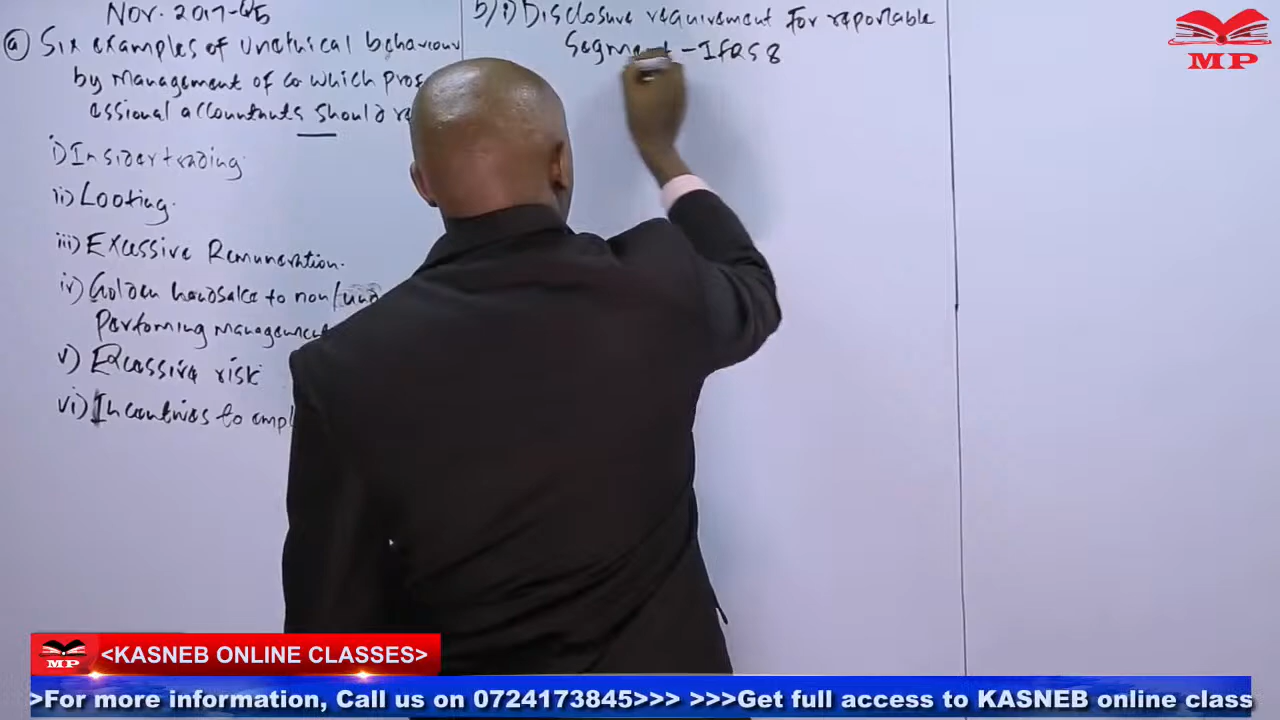 Nov. 2017-Q5
a) Six examples of unethical behaviour
by management of co which prof
essional accountants should
i) Insider trading
ii) Looting.
iii) Excessive Remuneration.
iv) Golden handsake to non/und
Performing management
v) Excessive risk
vi) Incentives to empl
b) i) Disclosure requirement for reportable
Segment - IFRS 8
MP
MP
<KASNEB ONLINE CLASSES>
>For more information, Call us on 0724173845>>> >>>Get full access to KASNEB online class